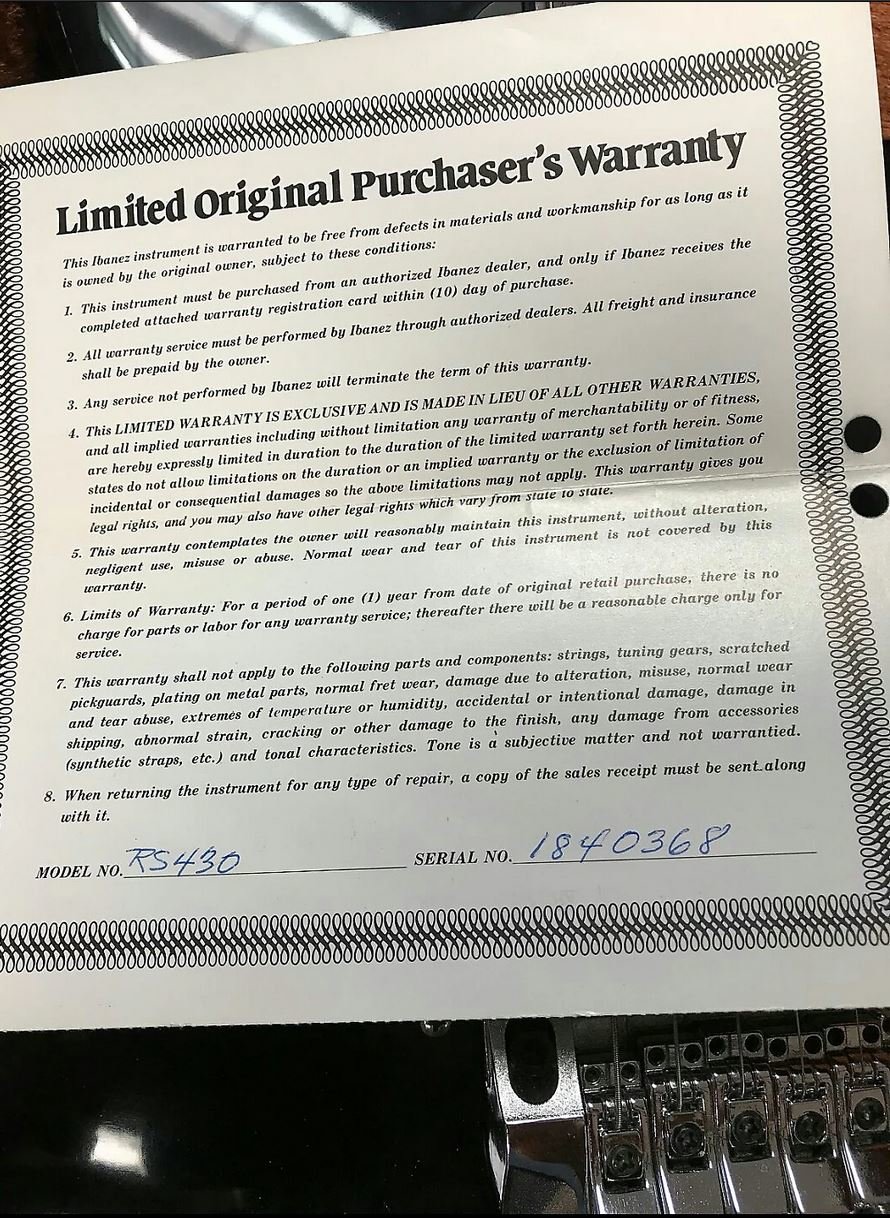 Limited Original Purchaser's Warranty
This Ibanez instrument is warranted to be free from defects in materials and workmanship for as long as it
is owned by the original owner, subject to these conditions:
1. This instrument must be purchased from an authorized Ibanez dealer, and only if Ibanez receives the
completed attached warranty registration card within (10) day of purchase.
2. All warranty service must be performed by Ibanez through authorized dealers. All freight and insurance
shall be prepaid by the owner.
3. Any service not performed by Ibanez will terminate the term of this warranty.
4. This LIMITED WARRANTY IS EXCLUSIVE AND IS MADE IN LIEU OF ALL OTHER WARRANTIES,
and all implied warranties including without limitation any warranty of merchantability or of fitness,
are hereby expressly limited in duration to the duration of the limited warranty set forth herein. Some
states do not allow limitations on the duration or an implied warranty or the exclusion of limitation of
incidental or consequential damages so the above limitations may not apply. This warranty gives you
legal rights, and you may also have other legal rights which vary from state to state.
5. This warranty contemplates the owner will reasonably maintain this instrument, without alteration,
negligent use, misuse or abuse. Normal wear and tear of this instrument is not covered by this
warranty.
6. Limits of Warranty: For a period of one (1) year from date of original retail purchase, there is no
charge for parts or labor for any warranty service; thereafter there will be a reasonable charge only for
service.
7. This warranty shall not apply to the following parts and components: strings, tuning gears, scratched
pickguards, plating on metal parts, normal fret wear, damage due to alteration, misuse, normal wear
and tear abuse, extremes of temperature or humidity, accidental or intentional damage, damage in
shipping, abnormal strain, cracking or other damage to the finish, any damage from accessories
(synthetic straps, etc.) and tonal characteristics. Tone is a subjective matter and not warrantied.
8. When returning the instrument for any type of repair, a copy of the sales receipt must be sent along
with it.
MODEL NO. RS430 SERIAL NO. 1840368